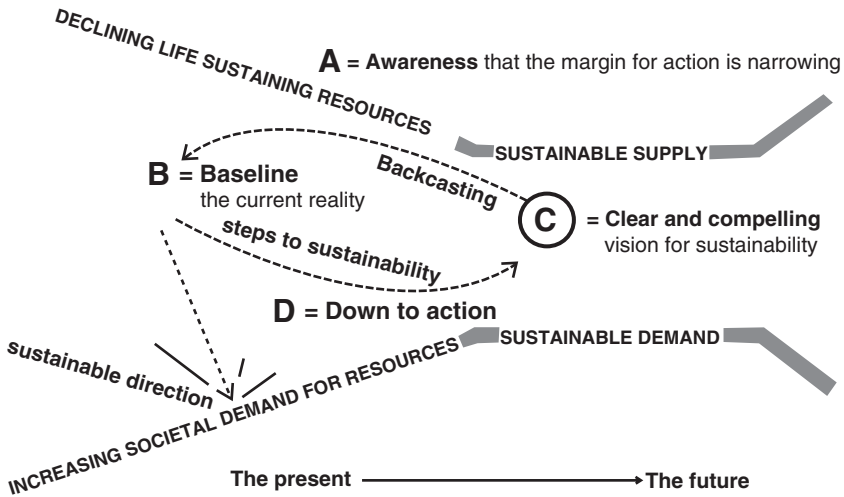 DECLINING LIFE SUSTAINING RESOURCES
A = Awareness that the margin for action is narrowing
SUSTAINABLE SUPPLY
Backcasting
B = Baseline
the current reality
C = Clear and compelling
vision for sustainability
steps to sustainability
D = Down to action
SUSTAINABLE DEMAND
sustainable direction
INCREASING SOCIETAL DEMAND FOR RESOURCES
The present
The future